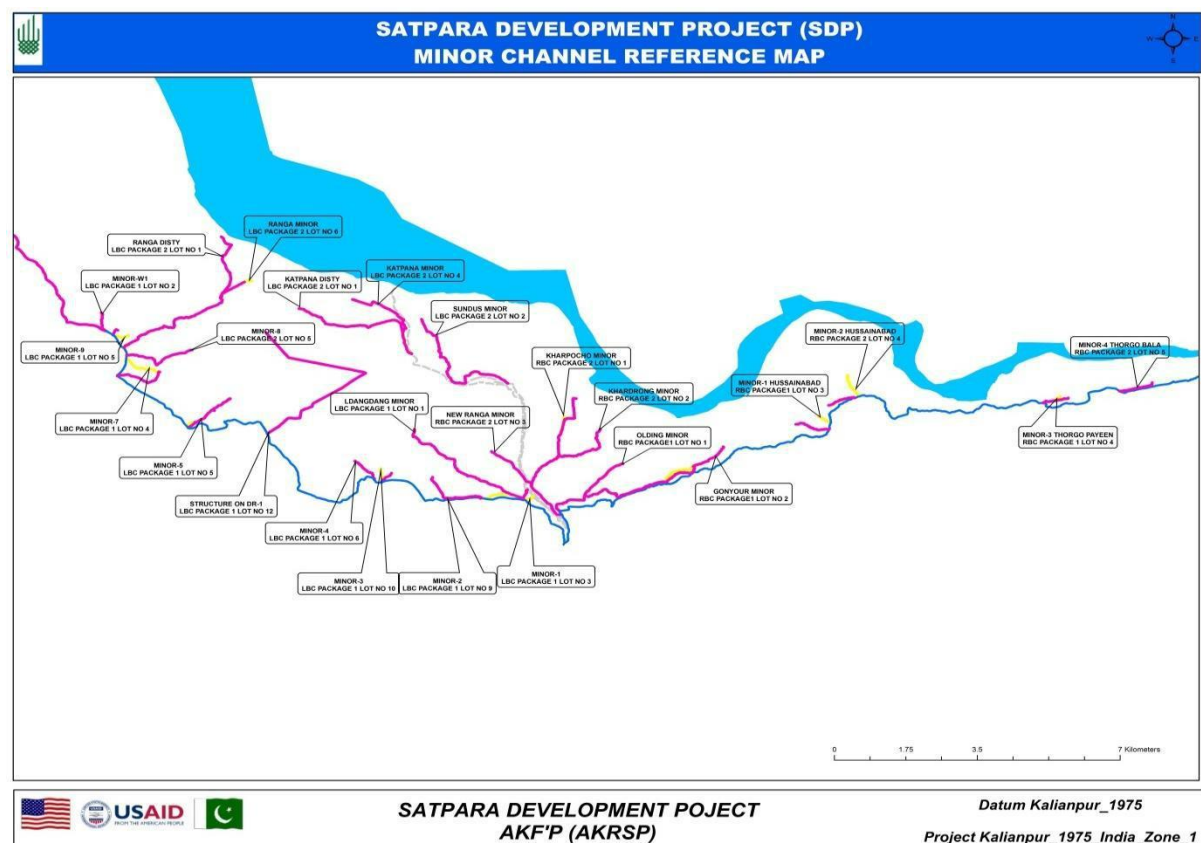 SATPARA DEVELOPMENT PROJECT (SDP)
MINOR CHANNEL REFERENCE MAP
N
W
E
S
RANGA MINOR
LBC PACKAGE 2 LOT NO 6
RANGA DISTY
LBC PACKAGE 2 LOT NO 1
KATPANA DISTY
LBC PACKAGE 2 LOT NO 1
KATPANA MINOR
LBC PACKAGE 2 LOT NO 4
MINOR-W1
LBC PACKAGE 1 LOT NO 2
SUNDUS MINOR
LBC PACKAGE 2 LOT NO 2
MINOR-8
LBC PACKAGE 2 LOT NO 5
MINOR-9
LBC PACKAGE 1 LOT NO 5
KHARPOCHO MINOR
RBC PACKAGE 2 LOT NO 1
MINOR-2 HUSSAINABAD
RBC PACKAGE 2 LOT NO 4
MINOR-4 THORGO BALA
RBC PACKAGE 2 LOT NO 5
KHARDRONG MINOR
RBC PACKAGE 2 LOT NO 2
MINOR-1 HUSSAINABAD
RBC PACKAGE1 LOT NO 3
LDANGDANG MINOR
LBC PACKAGE 1 LOT NO 1
NEW RANGA MINOR
RBC PACKAGE 2 LOT NO 3
MINOR-7
LBC PACKAGE 1 LOT NO 4
OLDING MINOR
RBC PACKAGE1 LOT NO 1
MINOR-3 THORGO PAYEEN
RBC PACKAGE 1 LOT NO 4
MINOR-5
LBC PACKAGE 1 LOT NO 5
GONYOUR MINOR
RBC PACKAGE1 LOT NO 2
STRUCTURE ON DR-1
LBC PACKAGE 1 LOT NO 12
MINOR-4
LBC PACKAGE 1 LOT NO 6
MINOR-3
LBC PACKAGE 1 LOT NO 10
MINOR-2
LBC PACKAGE 1 LOT NO 9
MINOR-1
LBC PACKAGE 1 LOT NO 3
0 1.75 3.5 7 Kilometers
USAID
FROM THE AMERICAN PEOPLE
SATPARA DEVELOPMENT POJECT
AKF'P (AKRSP)
Datum Kalianpur_1975
Project Kalianpur_1975_India_Zone_1